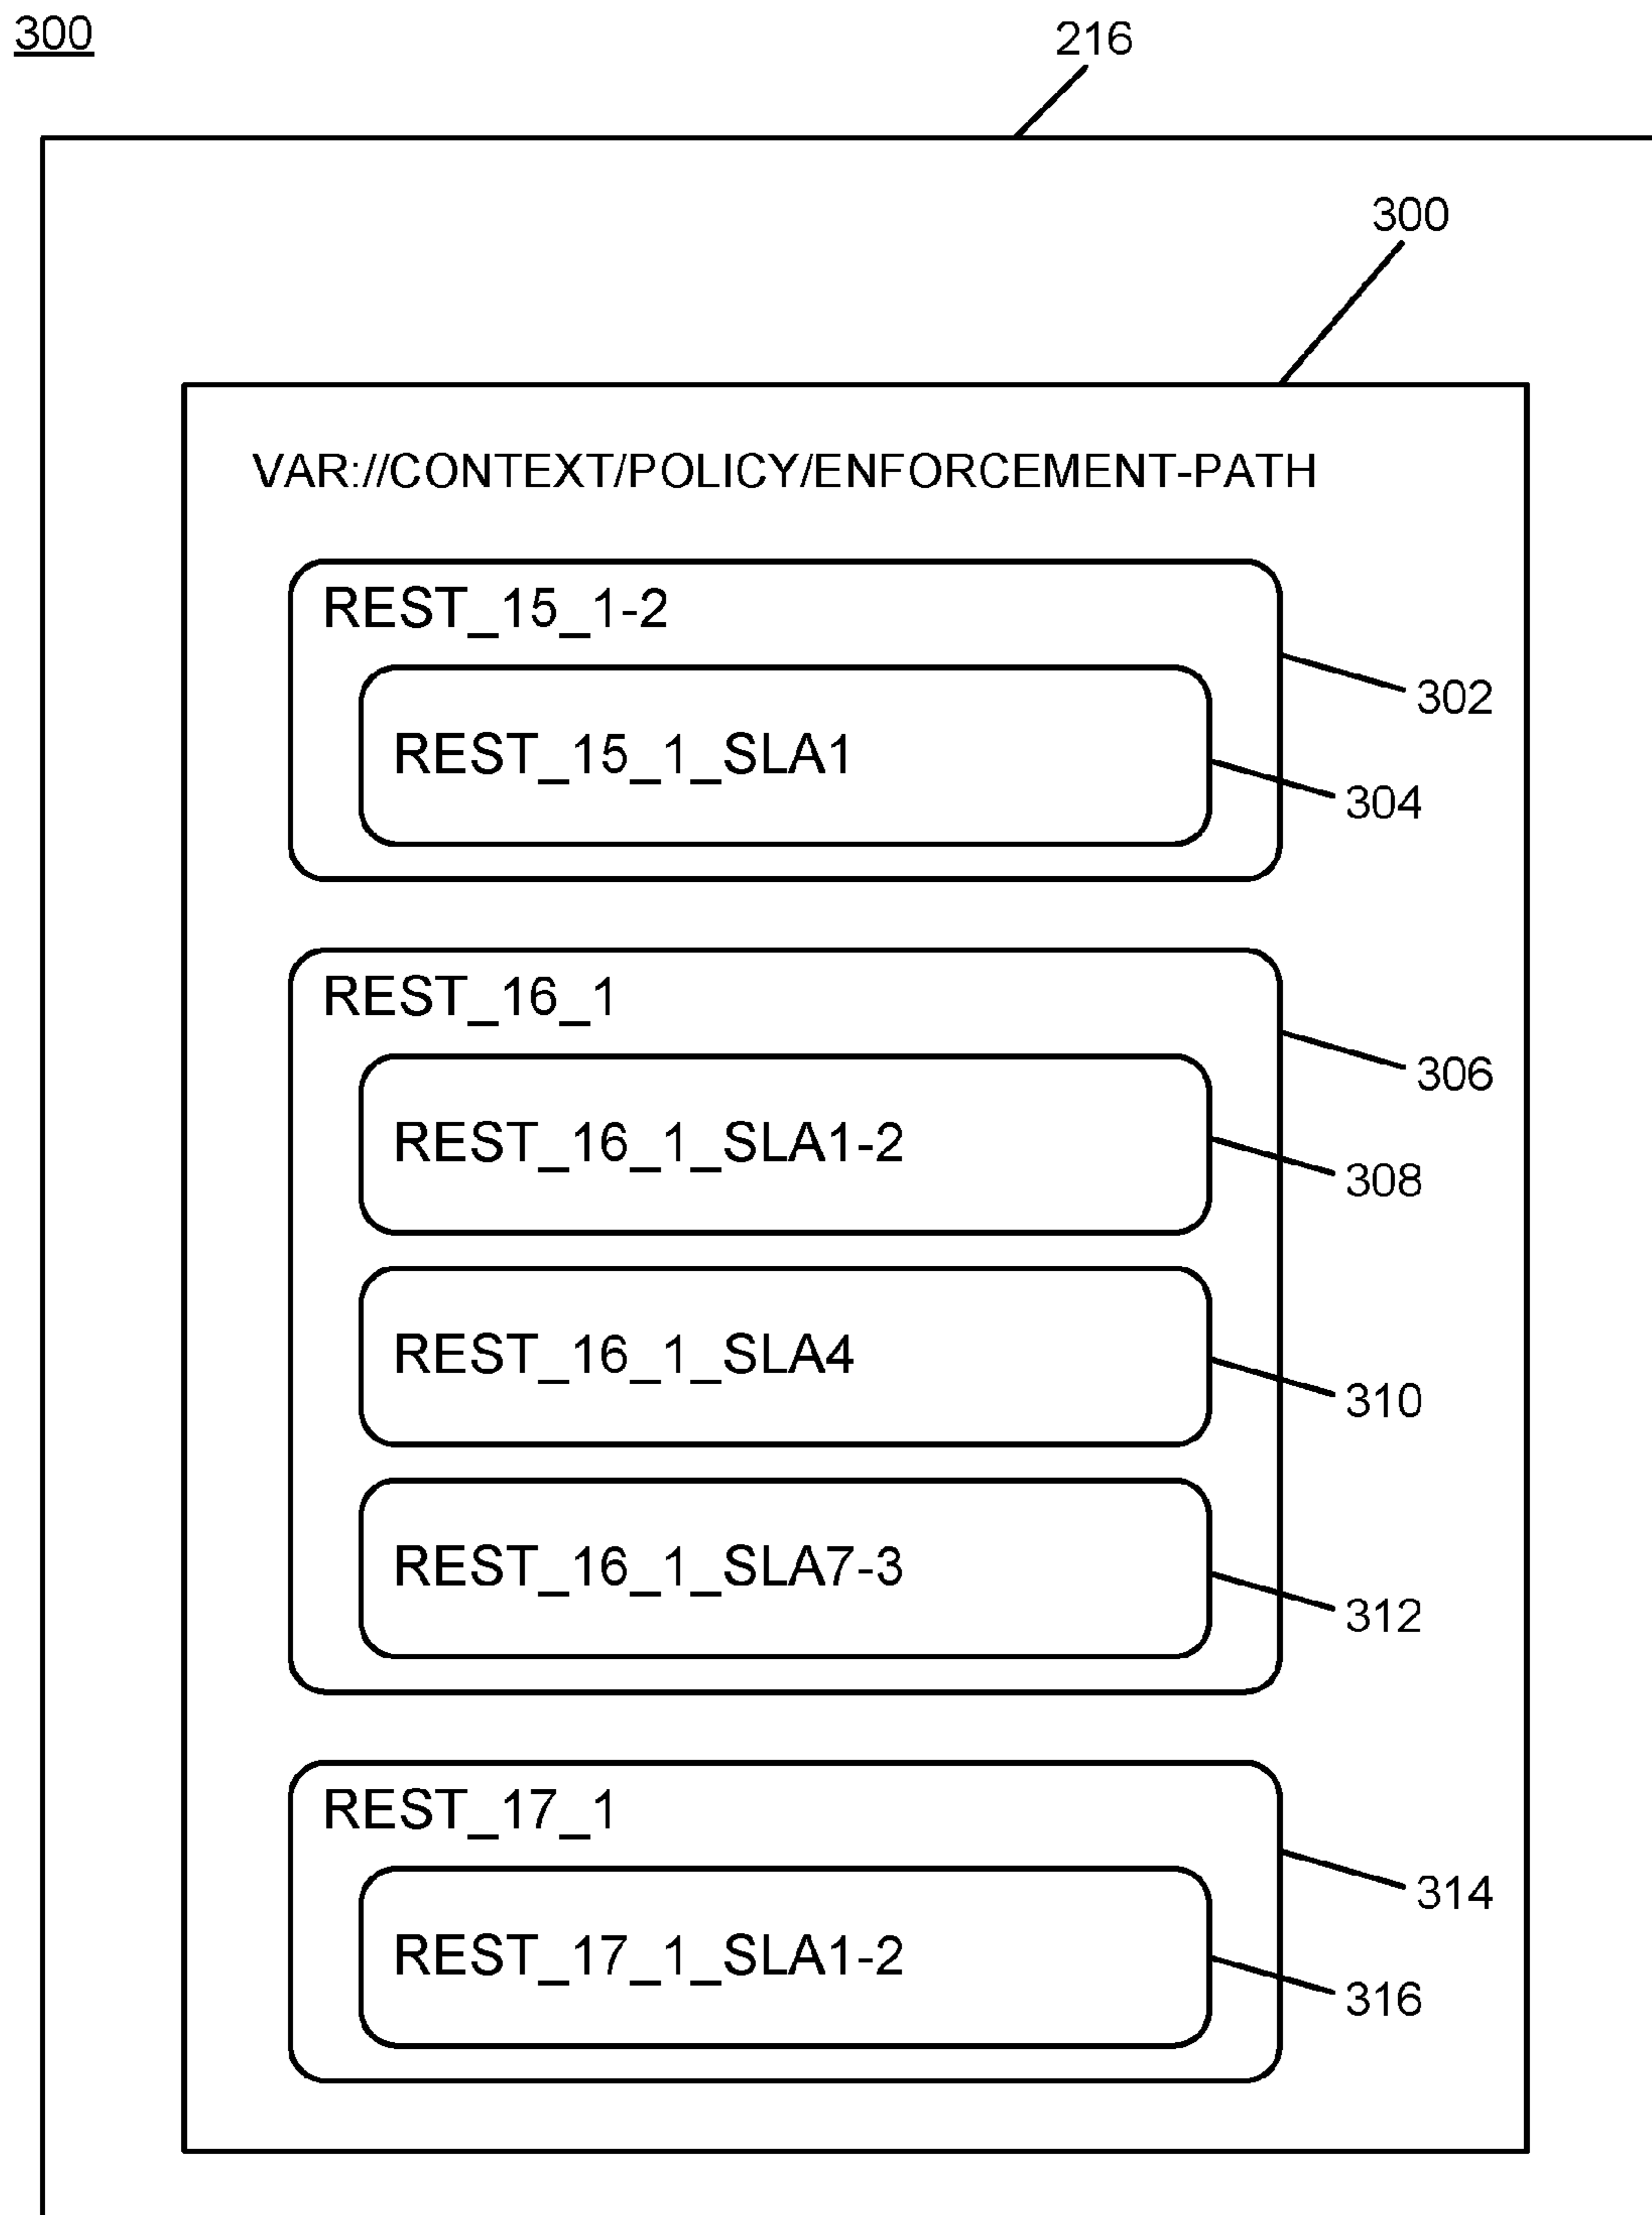 300
216
300
VAR://CONTEXT/POLICY/ENFORCEMENT-PATH
REST_15_1-2
302
REST_15_1_SLA1
304
REST_16_1
306
REST_16_1_SLA1-2
308
REST_16_1_SLA4
310
REST_16_1_SLA7-3
312
REST_17_1
314
REST_17_1_SLA1-2
316